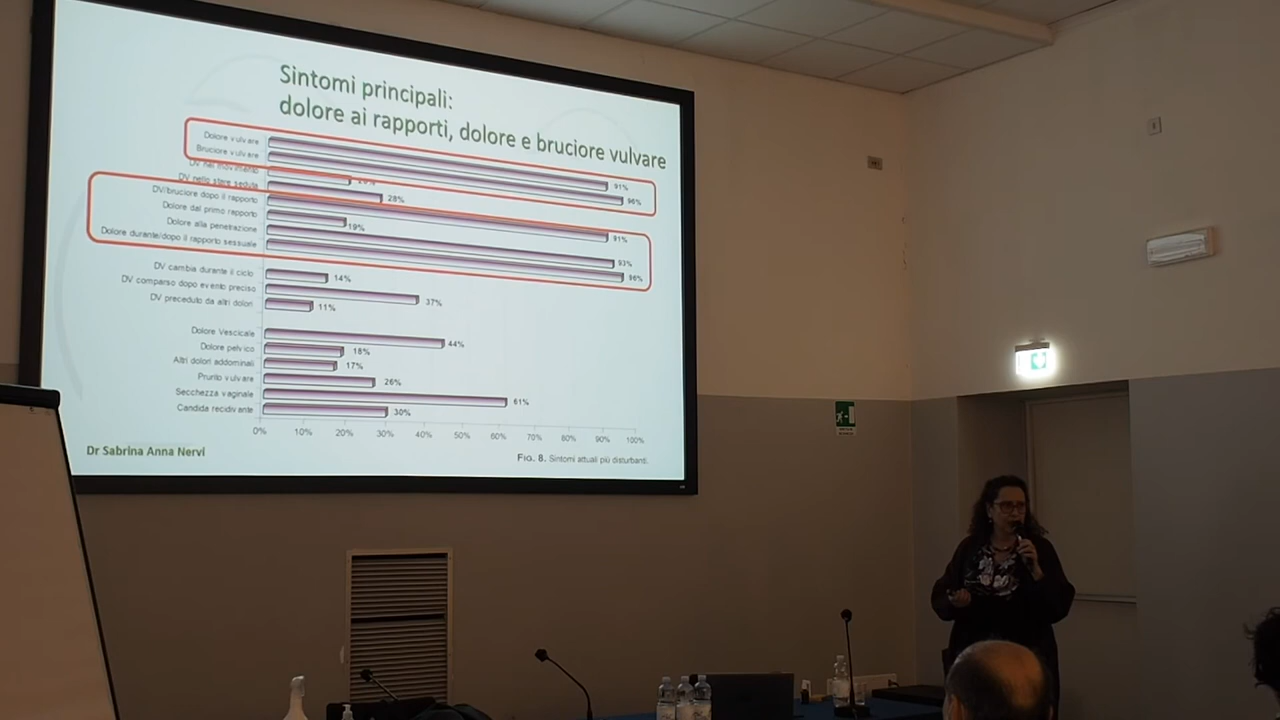 Sintomi principali:
dolore ai rapporti, dolore e bruciore vulvare
Dolore vulvare 91%
Bruciore vulvare 96%
DV nel movimento
DV nello stare seduta 28%
DV/bruciore dopo il rapporto 91%
Dolore dal primo rapporto 19%
Dolore alla penetrazione 93%
Dolore durante/dopo il rapporto sessuale 96%
DV cambia durante il ciclo 14%
DV comparso dopo evento preciso 37%
DV preceduto da altri dolori 11%
Dolore Vescicale 44%
Dolore pelvico 18%
Altri dolori addominali 17%
Prurito vulvare 26%
Secchezza vaginale 61%
Candida recidivante 30%
0% 10% 20% 30% 40% 50% 60% 70% 80% 90% 100%
Dr Sabrina Anna Nervi
FIG. 8. Sintomi attuali più disturbanti.